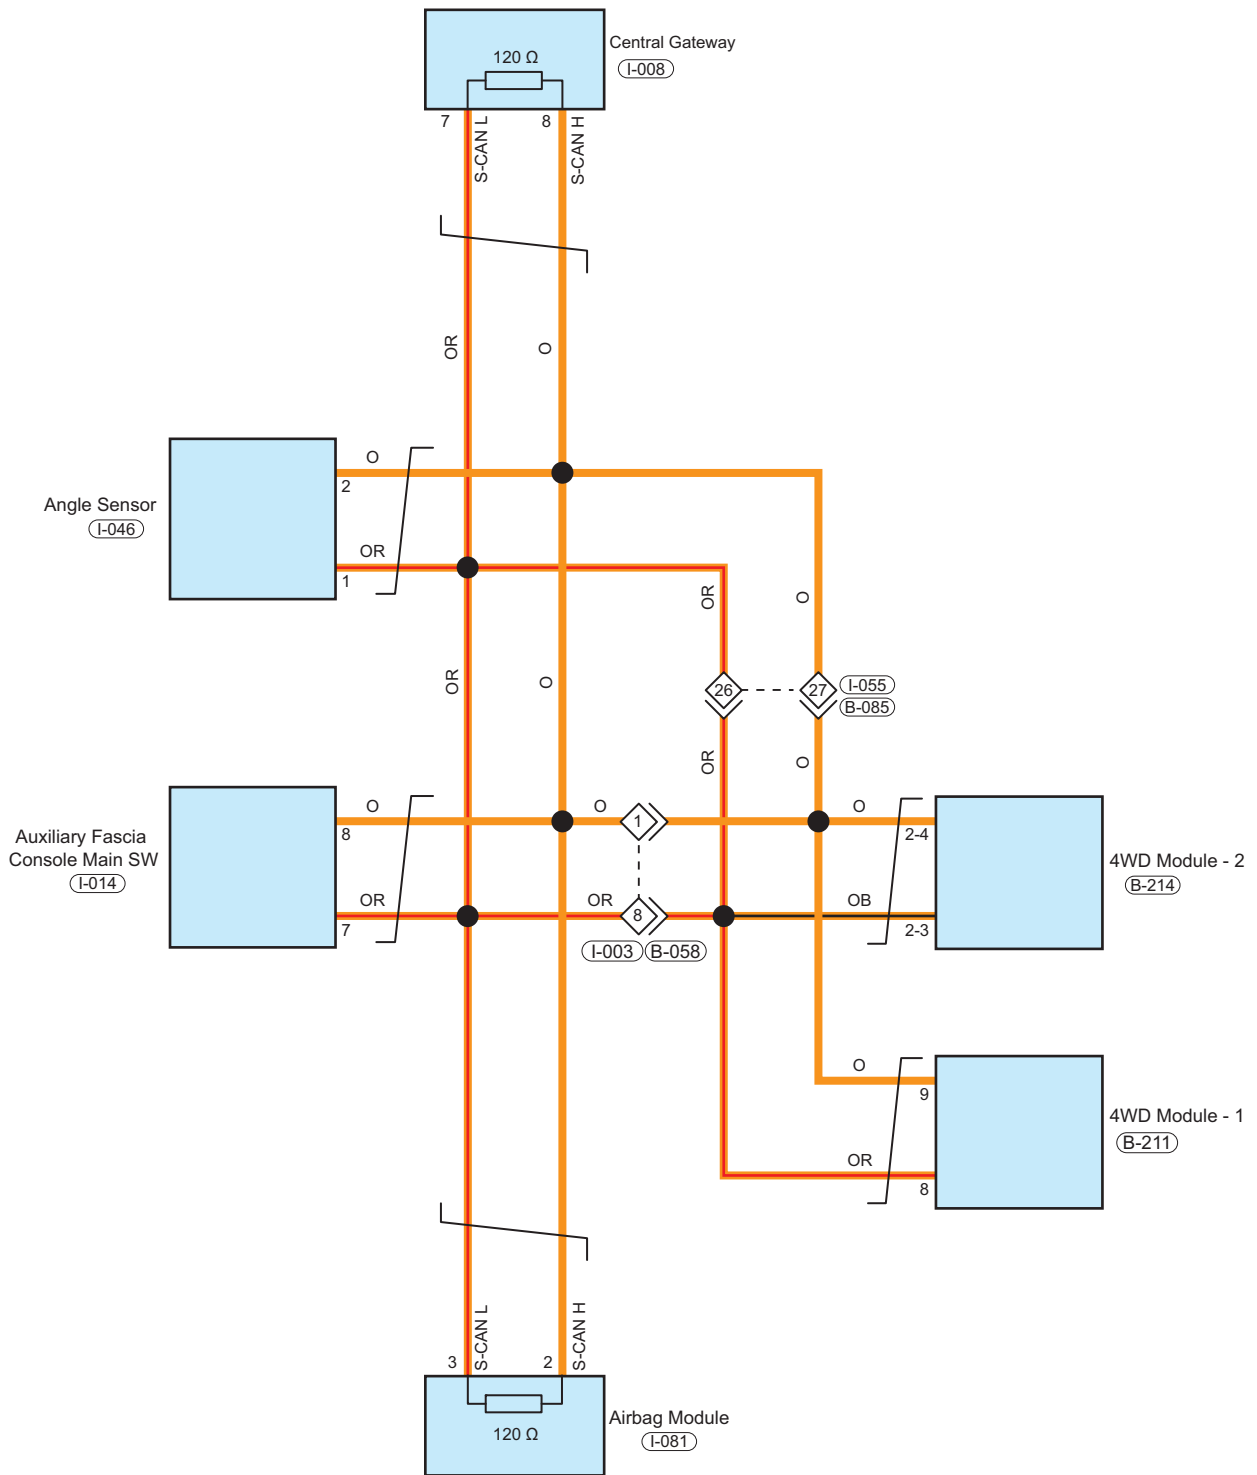 120 Ω
Central Gateway
I-008
7
8
S-CAN L
S-CAN H
OR
O
Angle Sensor
I-046
O
2
OR
1
OR
O
OR
O
26
27
I-055
B-085
OR
O
Auxiliary Fascia
Console Main SW
I-014
O
8
OR
7
O
1
OR
8
I-003
B-058
O
2-4
OB
2-3
4WD Module - 2
B-214
O
9
OR
8
4WD Module - 1
B-211
S-CAN L
S-CAN H
3
2
120 Ω
Airbag Module
I-081